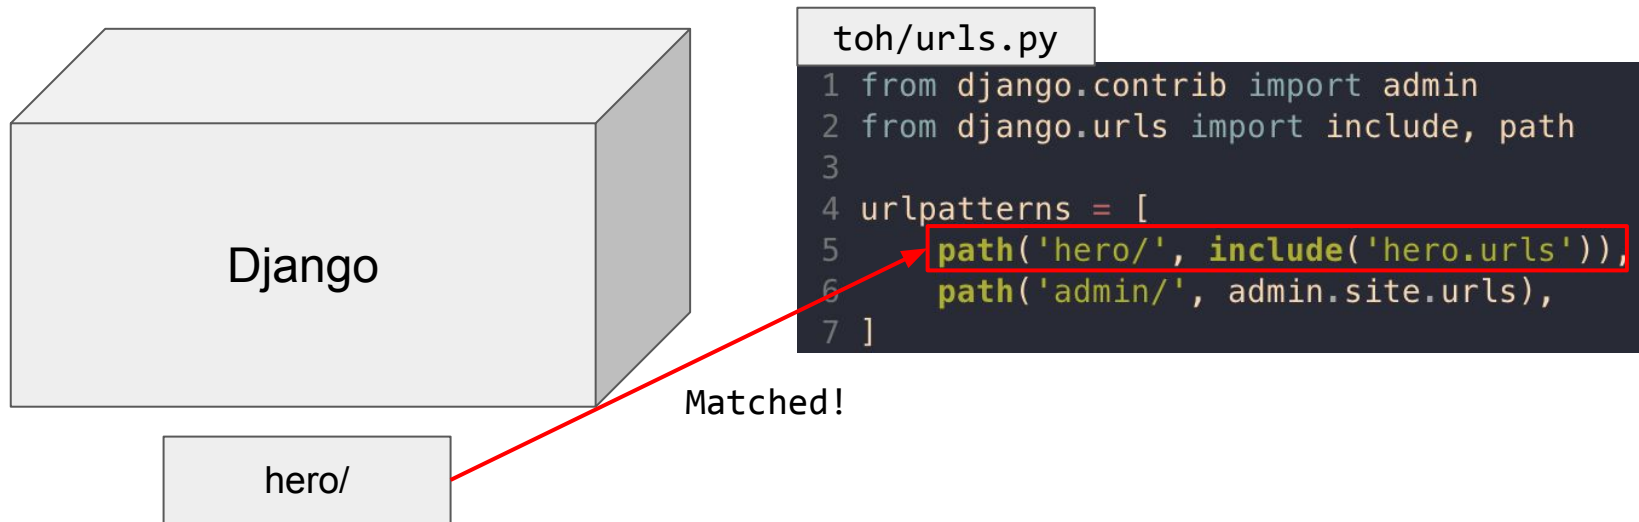 Django
hero/
Matched!
toh/urls.py
1 from django.contrib import admin
2 from django.urls import include, path
3
4 urlpatterns = [
5     path('hero/', include('hero.urls')),
6     path('admin/', admin.site.urls),
7 ]